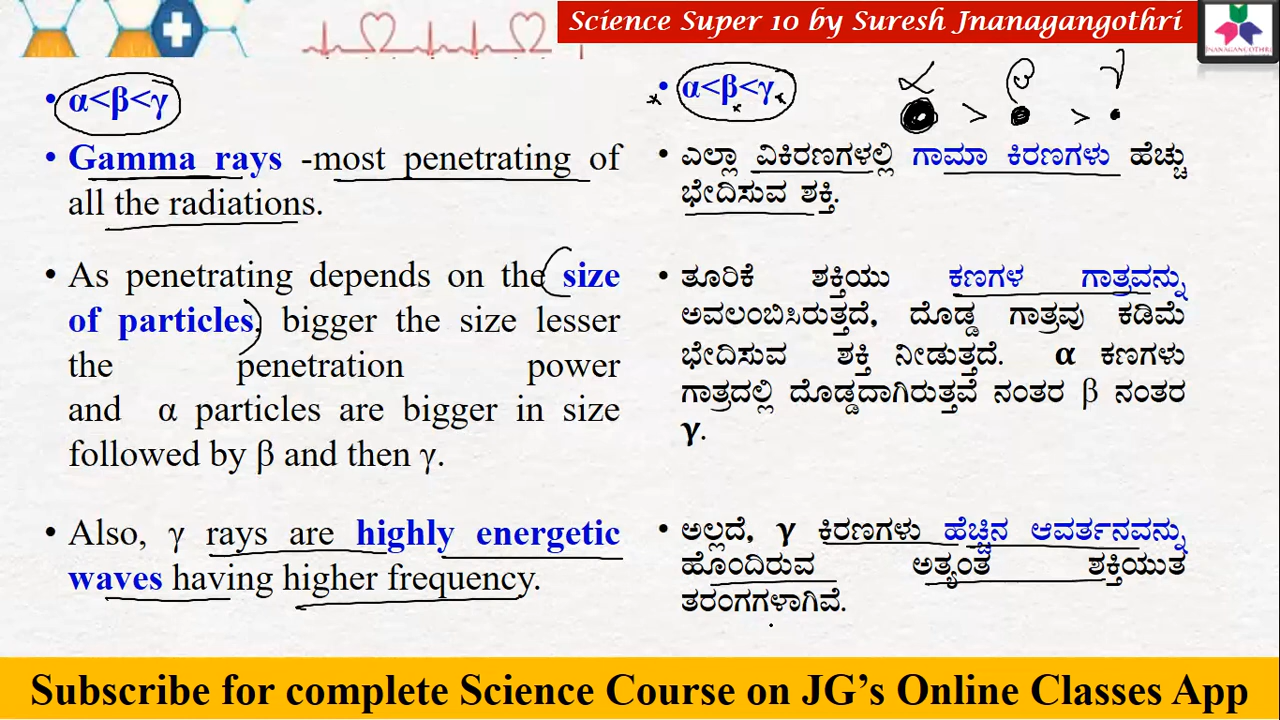 Science Super 10 by Suresh Jnanagangothri
JNANAGANGOTHRI
• α<β<γ
• Gamma rays -most penetrating of
all the radiations.
• As penetrating depends on the size
of particles, bigger the size lesser
the penetration power
and α particles are bigger in size
followed by β and then γ.
• Also, γ rays are highly energetic
waves having higher frequency.
• α<β<γ
α β γ
> >
• ಎಲ್ಲಾ ವಿಕಿರಣಗಳಲ್ಲಿ ಗಾಮಾ ಕಿರಣಗಳು ಹೆಚ್ಚು
ಭೇದಿಸುವ ಶಕ್ತಿ.
• ತೂರಿಕೆ ಶಕ್ತಿಯು ಕಣಗಳ ಗಾತ್ರವನ್ನು
ಅವಲಂಬಿಸಿರುತ್ತದೆ, ದೊಡ್ಡ ಗಾತ್ರವು ಕಡಿಮೆ
ಭೇದಿಸುವ ಶಕ್ತಿ ನೀಡುತ್ತದೆ. α ಕಣಗಳು
ಗಾತ್ರದಲ್ಲಿ ದೊಡ್ಡದಾಗಿರುತ್ತವೆ ನಂತರ β ನಂತರ
γ.
• ಅಲ್ಲದೆ, γ ಕಿರಣಗಳು ಹೆಚ್ಚಿನ ಆವರ್ತನವನ್ನು
ಹೊಂದಿರುವ ಅತ್ಯಂತ ಶಕ್ತಿಯುತ
ತರಂಗಗಳಾಗಿವೆ.
Subscribe for complete Science Course on JG's Online Classes App